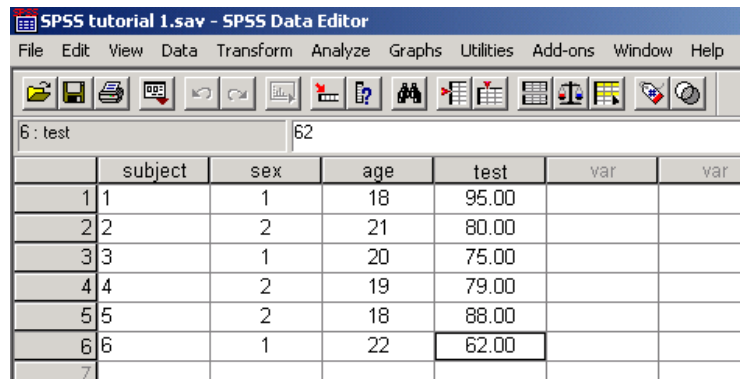 SPSS tutorial 1.sav - SPSS Data Editor
File Edit View Data Transform Analyze Graphs Utilities Add-ons Window Help
6 : test 62
subject sex age test var var
1 1 1 18 95.00
2 2 2 21 80.00
3 3 1 20 75.00
4 4 2 19 79.00
5 5 2 18 88.00
6 6 1 22 62.00
7